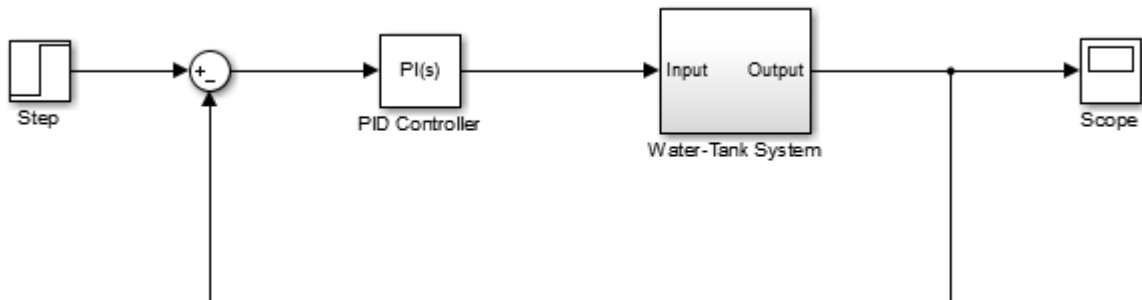 Step
+
−
PI(s)
PID Controller
Input
Output
Water-Tank System
Scope